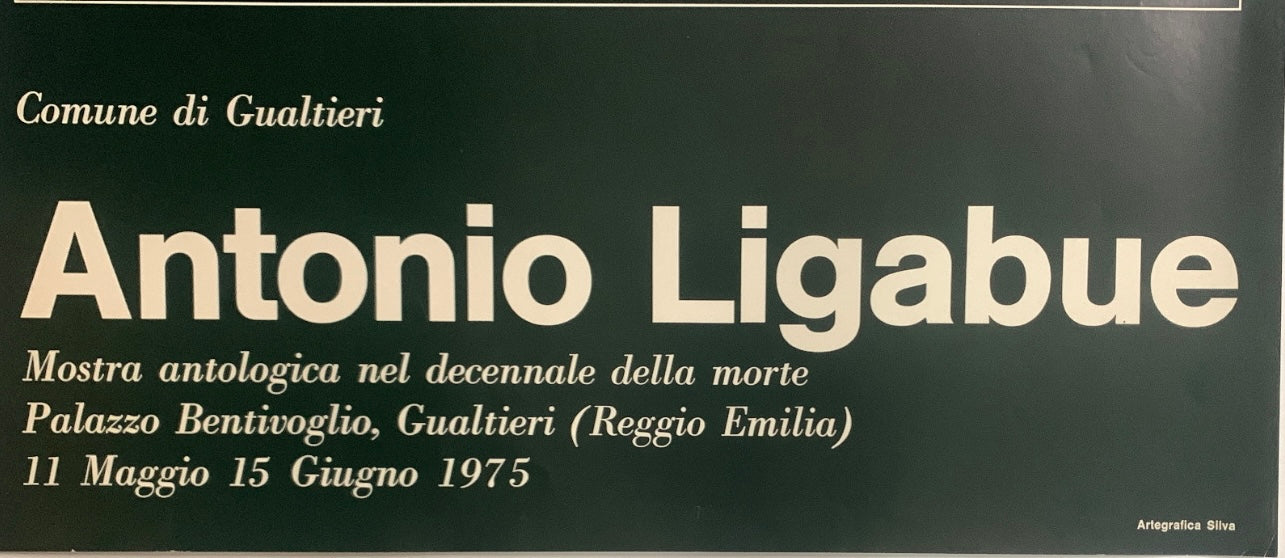 Comune di Gualtieri
Antonio Ligabue
Mostra antologica nel decennale della morte
Palazzo Bentivoglio, Gualtieri (Reggio Emilia)
11 Maggio 15 Giugno 1975
Artegrafica Silva